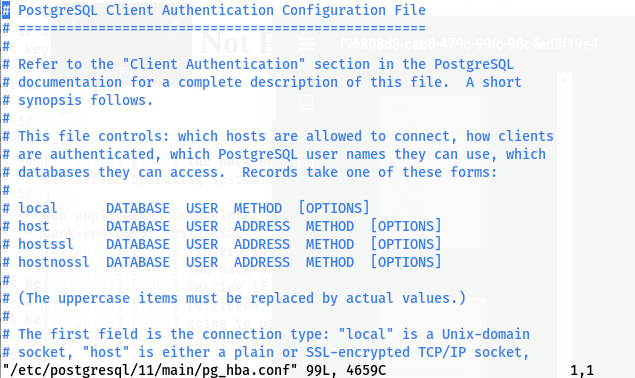 # PostgreSQL Client Authentication Configuration File
# ===================================================
#
# Refer to the "Client Authentication" section in the PostgreSQL
# documentation for a complete description of this file.  A short
# synopsis follows.
#
# This file controls: which hosts are allowed to connect, how clients
# are authenticated, which PostgreSQL user names they can use, which
# databases they can access.  Records take one of these forms:
#
# local      DATABASE  USER  METHOD  [OPTIONS]
# host       DATABASE  USER  ADDRESS  METHOD  [OPTIONS]
# hostssl    DATABASE  USER  ADDRESS  METHOD  [OPTIONS]
# hostnossl  DATABASE  USER  ADDRESS  METHOD  [OPTIONS]
#
# (The uppercase items must be replaced by actual values.)
#
# The first field is the connection type: "local" is a Unix-domain
# socket, "host" is either a plain or SSL-encrypted TCP/IP socket,
"/etc/postgresql/11/main/pg_hba.conf" 99L, 4659C 1,1